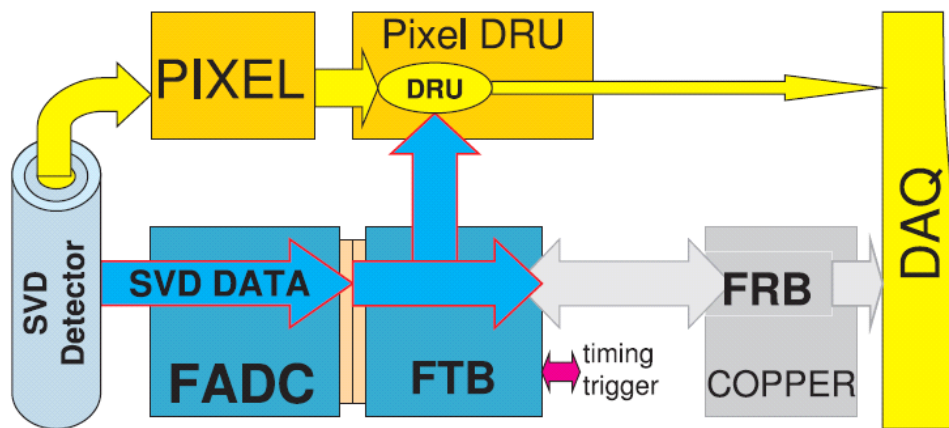 PIXEL
Pixel DRU
DRU
SVD
Detector
SVD DATA
FADC
FTB
timing
trigger
FRB
COPPER
DAQ